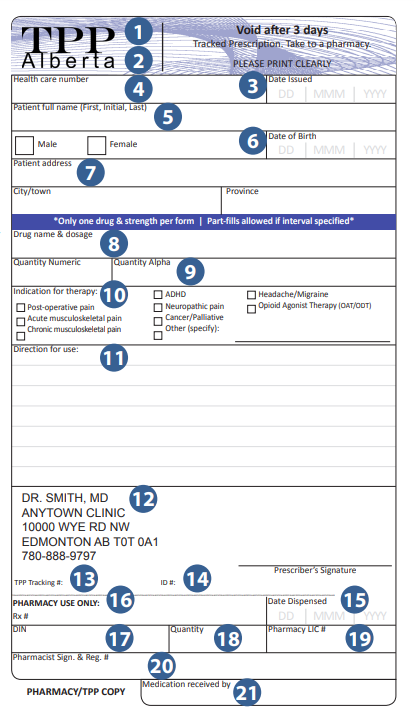 TPP
Alberta
1
2
Void after 3 days
Tracked Prescription. Take to a pharmacy.
PLEASE PRINT CLEARLY
Health care number
4
3
Date Issued
DD MMM YYYY
Patient full name (First, Initial, Last)
5
Male
Female
6
Date of Birth
DD MMM YYYY
Patient address
7
City/town
Province
*Only one drug & strength per form | Part-fills allowed if interval specified*
Drug name & dosage
8
Quantity Numeric
Quantity Alpha
9
Indication for therapy:
10
Post-operative pain
Acute musculoskeletal pain
Chronic musculoskeletal pain
ADHD
Neuropathic pain
Cancer/Palliative
Other (specify):
Headache/Migraine
Opioid Agonist Therapy (OAT/ODT)
Direction for use:
11
DR. SMITH, MD
12
ANYTOWN CLINIC
10000 WYE RD NW
EDMONTON AB T0T 0A1
780-888-9797
Prescriber's Signature
TPP Tracking #:
13
ID #:
14
PHARMACY USE ONLY:
16
Rx #
Date Dispensed
15
DD MMM YYYY
DIN
17
Quantity
18
Pharmacy LIC #
19
Pharmacist Sign. & Reg. #
20
PHARMACY/TPP COPY
Medication received by
21